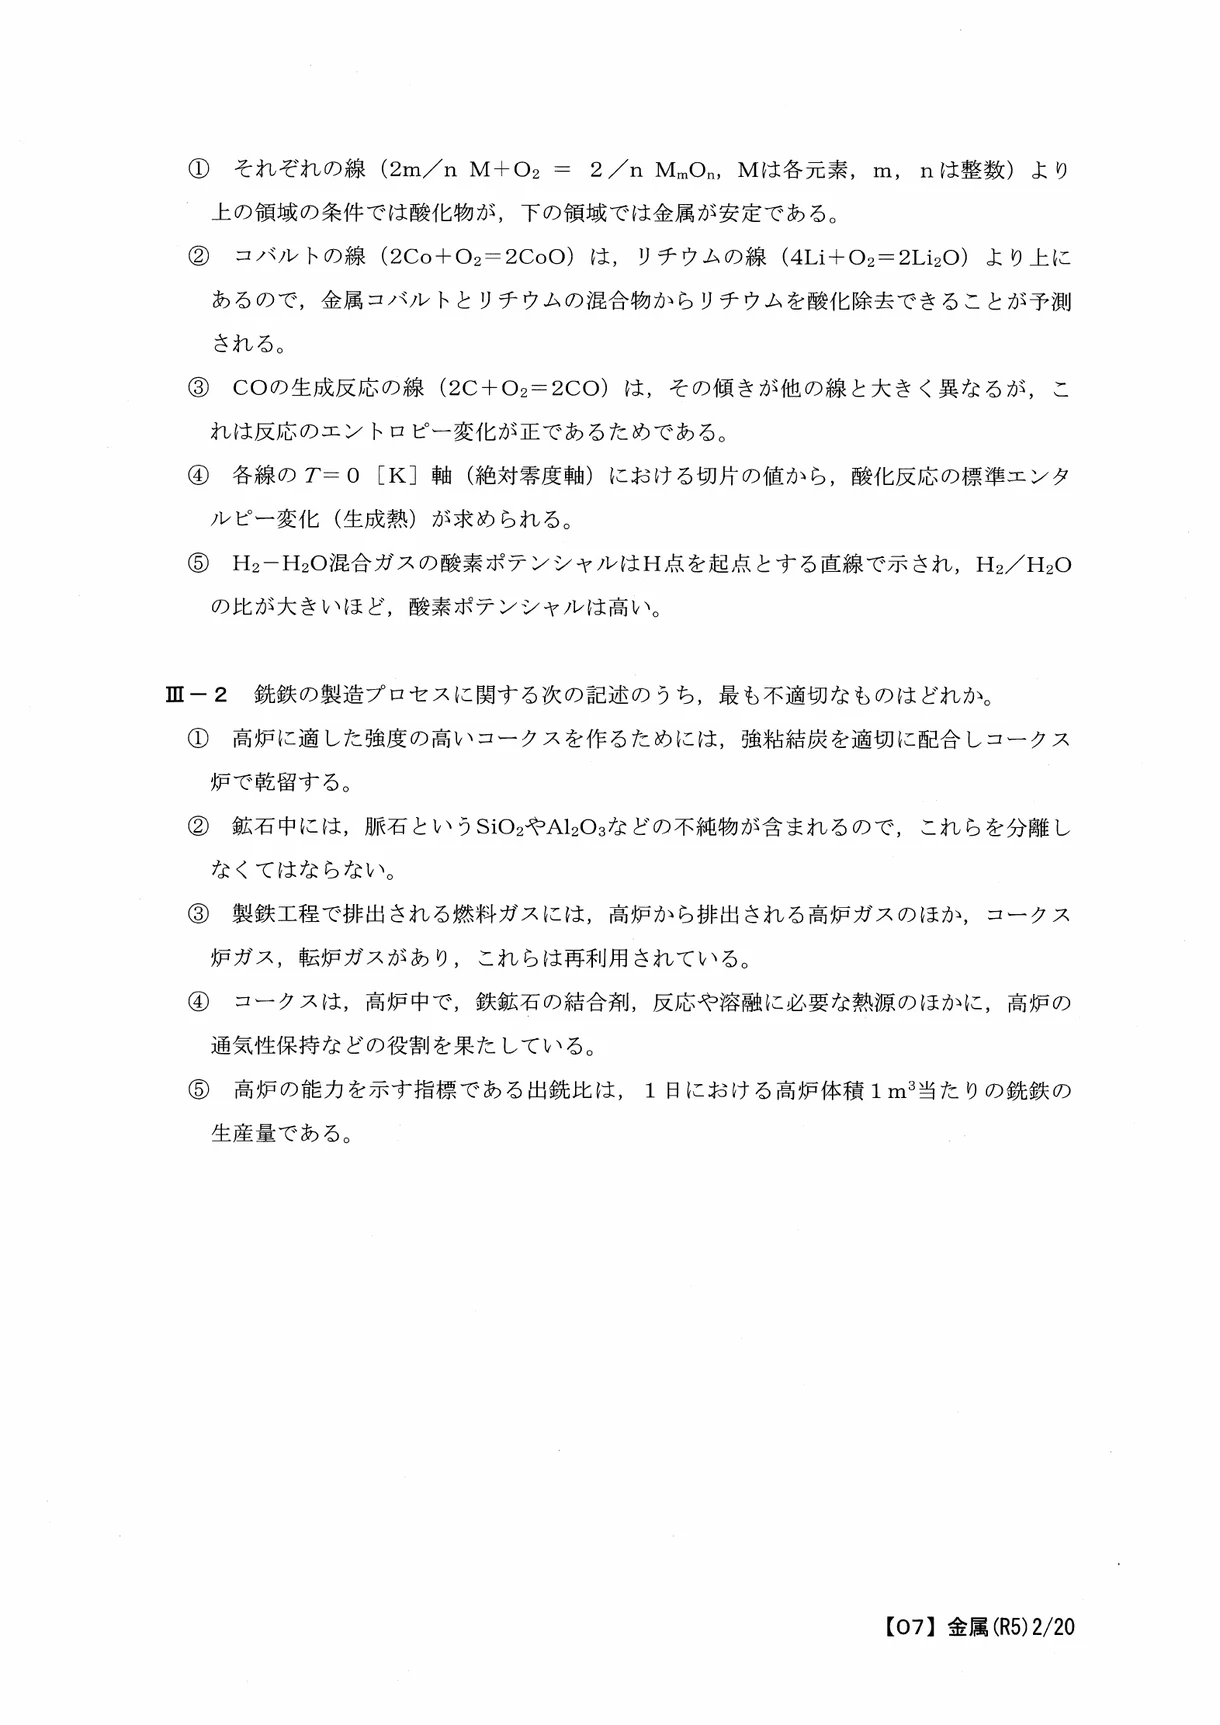 ① それぞれの線（2m／n M＋O₂ ＝ 2／n MₘOₙ，Mは各元素，m，nは整数）より
上の領域の条件では酸化物が，下の領域では金属が安定である。
② コバルトの線（2Co＋O₂＝2CoO）は，リチウムの線（4Li＋O₂＝2Li₂O）より上に
あるので，金属コバルトとリチウムの混合物からリチウムを酸化除去できることが予測
される。
③ COの生成反応の線（2C＋O₂＝2CO）は，その傾きが他の線と大きく異なるが，こ
れは反応のエントロピー変化が正であるためである。
④ 各線の T＝0 ［K］軸（絶対零度軸）における切片の値から，酸化反応の標準エンタ
ルピー変化（生成熱）が求められる。
⑤ H₂－H₂O混合ガスの酸素ポテンシャルはH点を起点とする直線で示され，H₂／H₂O
の比が大きいほど，酸素ポテンシャルは高い。
Ⅲ－2 銑鉄の製造プロセスに関する次の記述のうち，最も不適切なものはどれか。
① 高炉に適した強度の高いコークスを作るためには，強粘結炭を適切に配合しコークス
炉で乾留する。
② 鉱石中には，脈石というSiO₂やAl₂O₃などの不純物が含まれるので，これらを分離し
なくてはならない。
③ 製鉄工程で排出される燃料ガスには，高炉から排出される高炉ガスのほか，コークス
炉ガス，転炉ガスがあり，これらは再利用されている。
④ コークスは，高炉中で，鉄鉱石の結合剤，反応や溶融に必要な熱源のほかに，高炉の
通気性保持などの役割を果たしている。
⑤ 高炉の能力を示す指標である出銑比は，1日における高炉体積1m³当たりの銑鉄の
生産量である。
【07】金属(R5)2/20